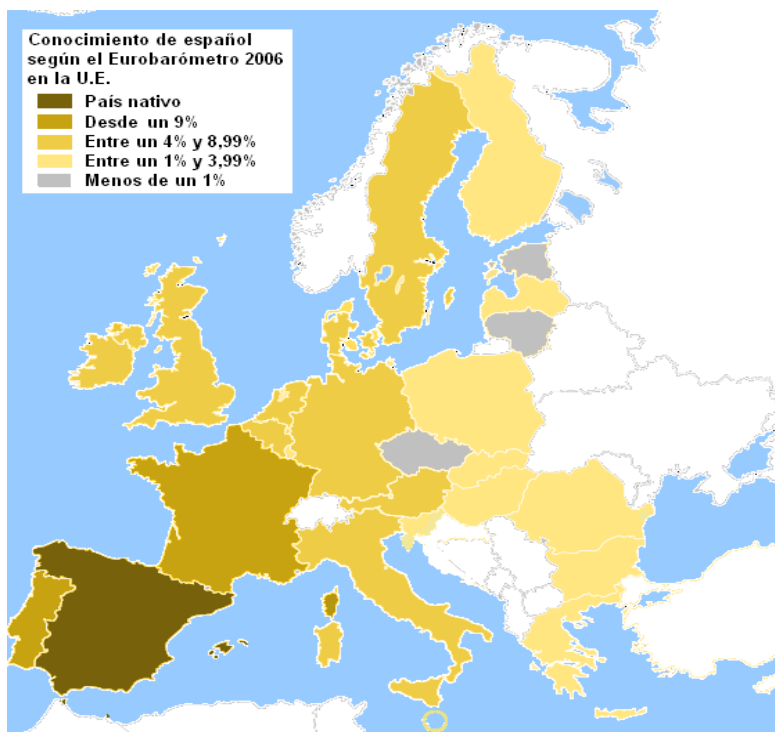 Conocimiento de español
según el Eurobarómetro 2006
en la U.E.
País nativo
Desde un 9%
Entre un 4% y 8,99%
Entre un 1% y 3,99%
Menos de un 1%